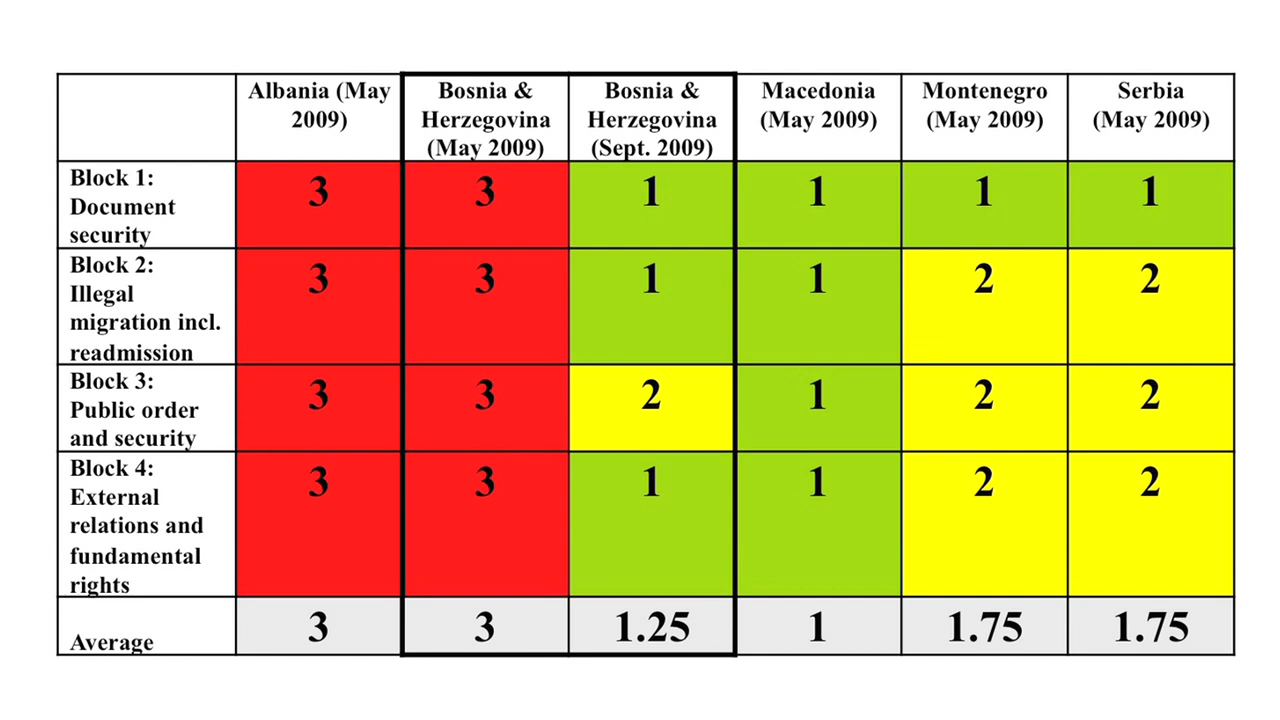 Albania (May
2009)
Bosnia &
Herzegovina
(May 2009)
Bosnia &
Herzegovina
(Sept. 2009)
Macedonia
(May 2009)
Montenegro
(May 2009)
Serbia
(May 2009)
Block 1:
Document
security
3
3
1
1
1
1
Block 2:
Illegal
migration incl.
readmission
3
3
1
1
2
2
Block 3:
Public order
and security
3
3
2
1
2
2
Block 4:
External
relations and
fundamental
rights
3
3
1
1
2
2
Average
3
3
1.25
1
1.75
1.75